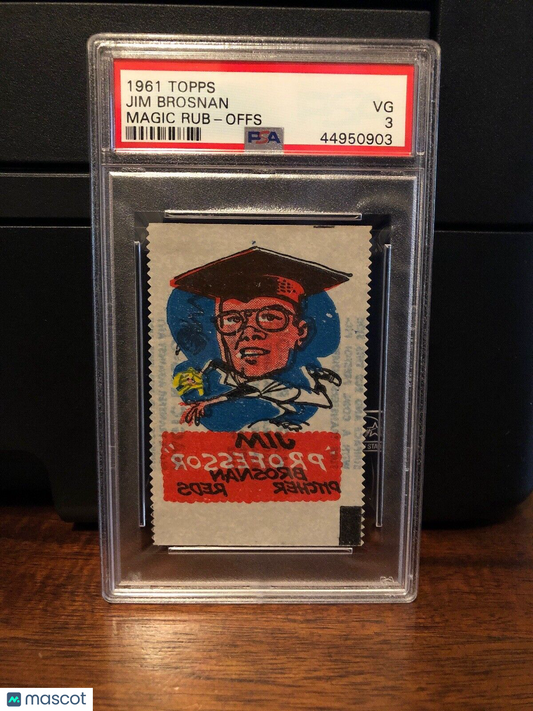 1961 TOPPS
JIM BROSNAN
MAGIC RUB-OFFS
VG
3
PSA
44950903
JIM
"PROFESSOR"
BROSNAN
PITCHER REDS
mascot